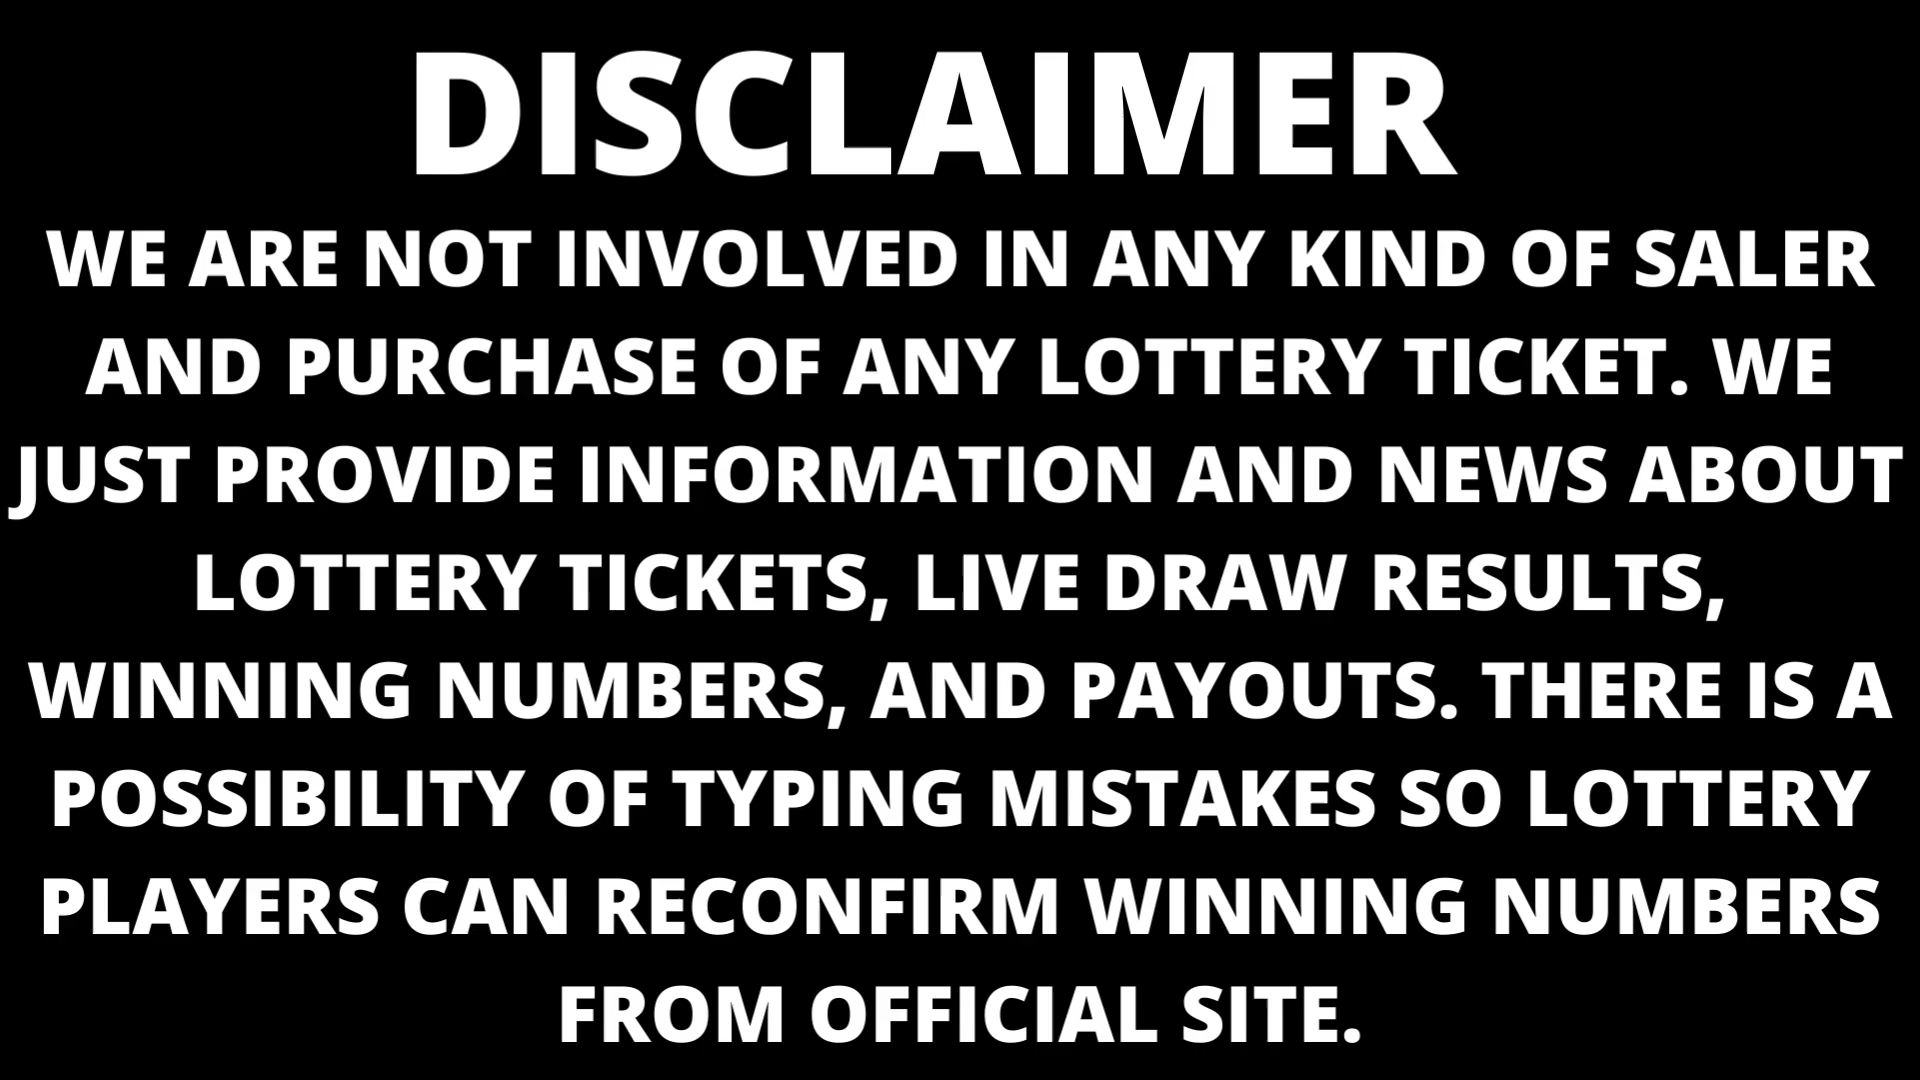 DISCLAIMER
WE ARE NOT INVOLVED IN ANY KIND OF SALER
AND PURCHASE OF ANY LOTTERY TICKET. WE
JUST PROVIDE INFORMATION AND NEWS ABOUT
LOTTERY TICKETS, LIVE DRAW RESULTS,
WINNING NUMBERS, AND PAYOUTS. THERE IS A
POSSIBILITY OF TYPING MISTAKES SO LOTTERY
PLAYERS CAN RECONFIRM WINNING NUMBERS
FROM OFFICIAL SITE.